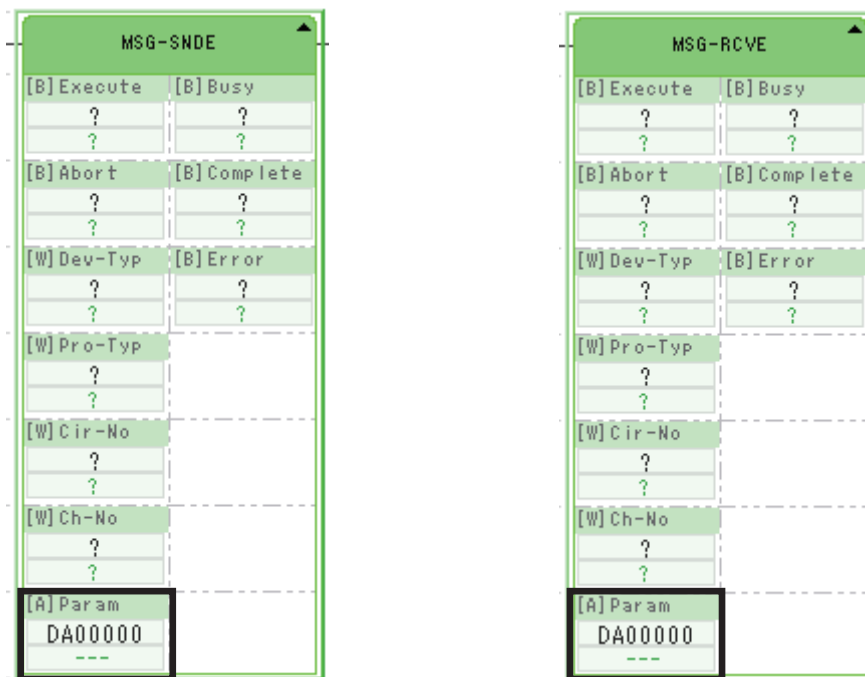 MSG-SNDE
[B]Execute [B]Busy
? ?
? ?
[B]Abort [B]Complete
? ?
? ?
[W]Dev-Typ [B]Error
? ?
? ?
[W]Pro-Typ
?
?
[W]Cir-No
?
?
[W]Ch-No
?
?
[A]Param
DA00000
---
MSG-RCVE
[B]Execute [B]Busy
? ?
? ?
[B]Abort [B]Complete
? ?
? ?
[W]Dev-Typ [B]Error
? ?
? ?
[W]Pro-Typ
?
?
[W]Cir-No
?
?
[W]Ch-No
?
?
[A]Param
DA00000
---